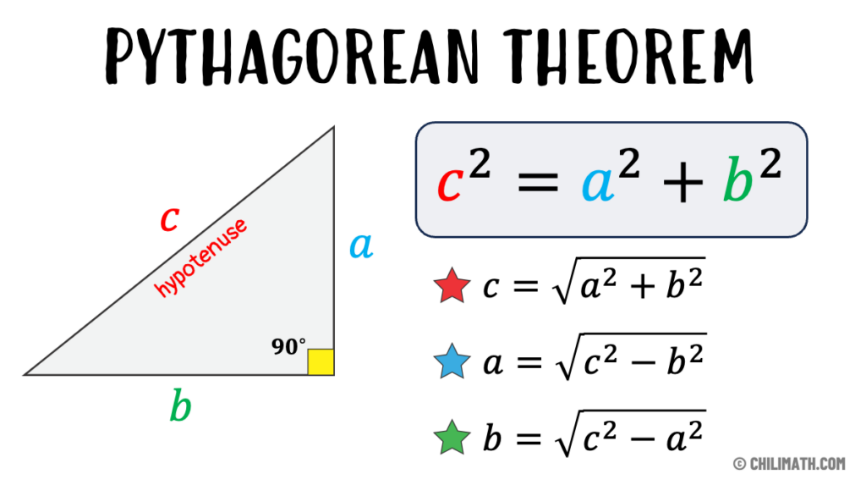 PYTHAGOREAN THEOREM
c² = a² + b²
c
hypotenuse
a
90°
b
c = √(a² + b²)
a = √(c² − b²)
b = √(c² − a²)
© CHILIMATH.COM